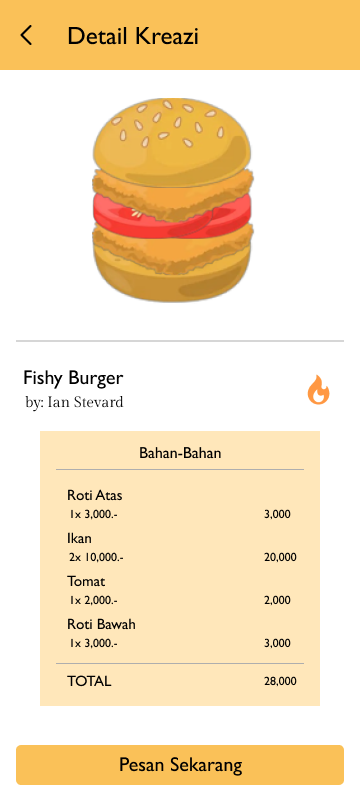 Detail Kreazi
Fishy Burger
by: Ian Stevard
Bahan-Bahan
Roti Atas
1x 3,000.- 3,000
Ikan
2x 10,000.- 20,000
Tomat
1x 2,000.- 2,000
Roti Bawah
1x 3,000.- 3,000
TOTAL 28,000
Pesan Sekarang